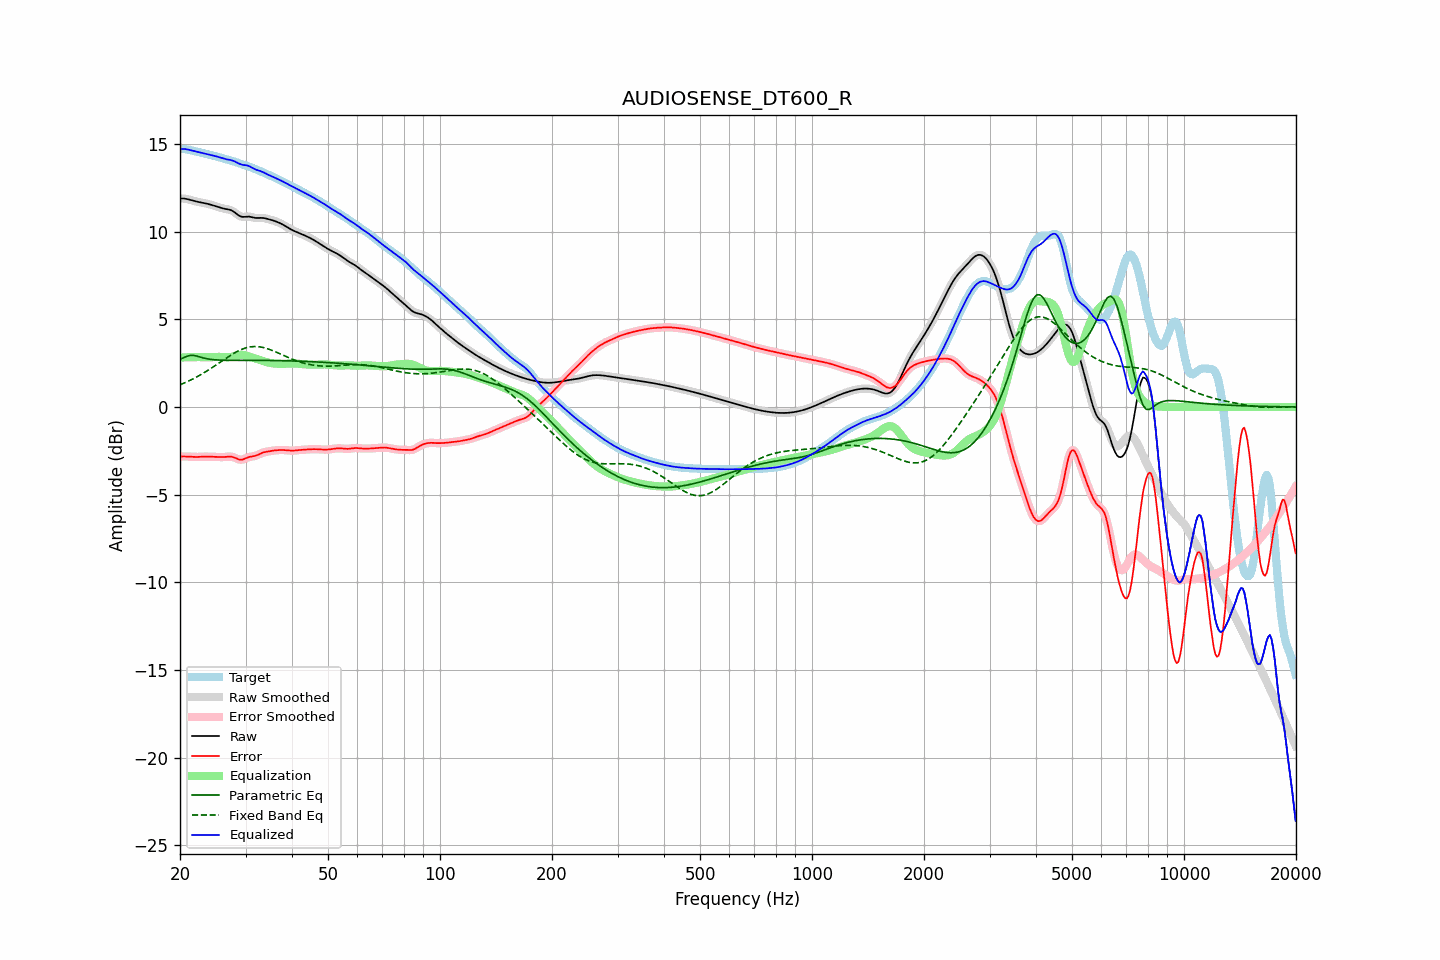 AUDIOSENSE_DT600_R
Amplitude (dBr)
15
10
5
0
−5
−10
−15
−20
−25
Target
Raw Smoothed
Error Smoothed
Raw
Error
Equalization
Parametric Eq
Fixed Band Eq
Equalized
20 50 100 200 500 1000 2000 5000 10000 20000
Frequency (Hz)